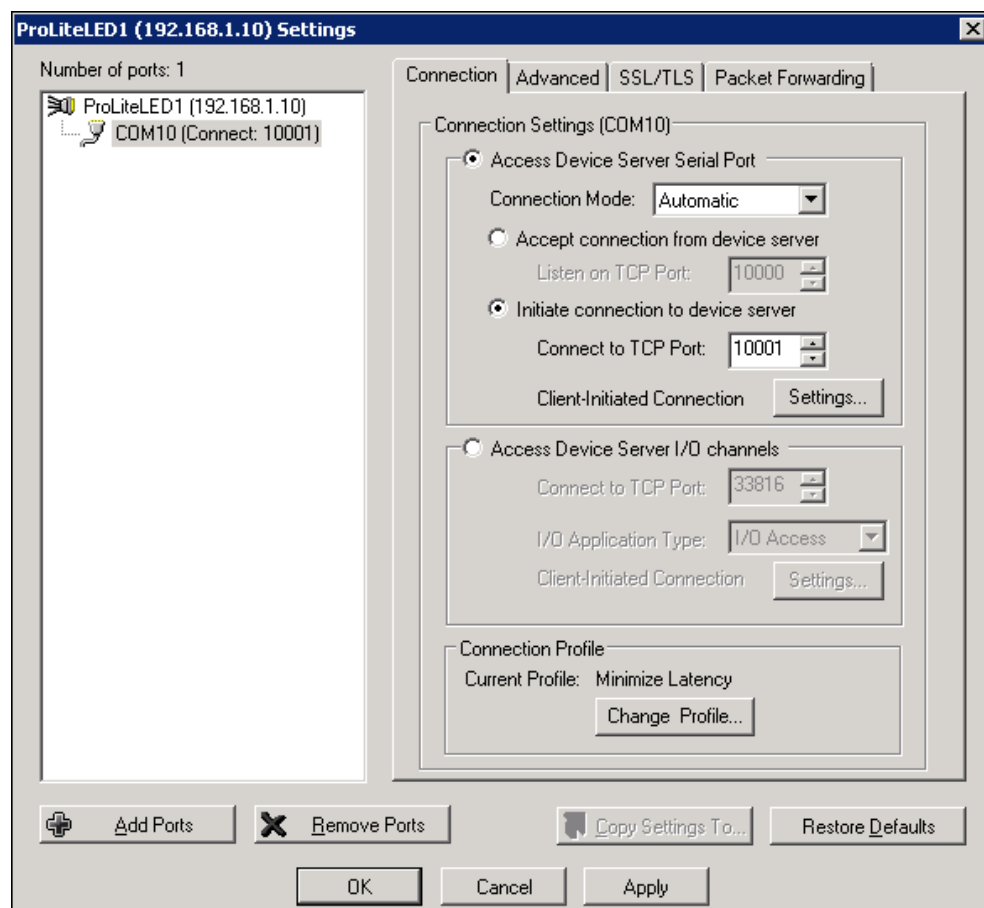 ProLiteLED1 (192.168.1.10) Settings
Number of ports: 1
ProLiteLED1 (192.168.1.10)
COM10 (Connect: 10001)
Connection
Advanced
SSL/TLS
Packet Forwarding
Connection Settings (COM10)
Access Device Server Serial Port
Connection Mode: Automatic
Accept connection from device server
Listen on TCP Port: 10000
Initiate connection to device server
Connect to TCP Port: 10001
Client-Initiated Connection Settings...
Access Device Server I/O channels
Connect to TCP Port: 33816
I/O Application Type: I/O Access
Client-Initiated Connection Settings...
Connection Profile
Current Profile: Minimize Latency
Change Profile...
Add Ports
Remove Ports
Copy Settings To...
Restore Defaults
OK
Cancel
Apply